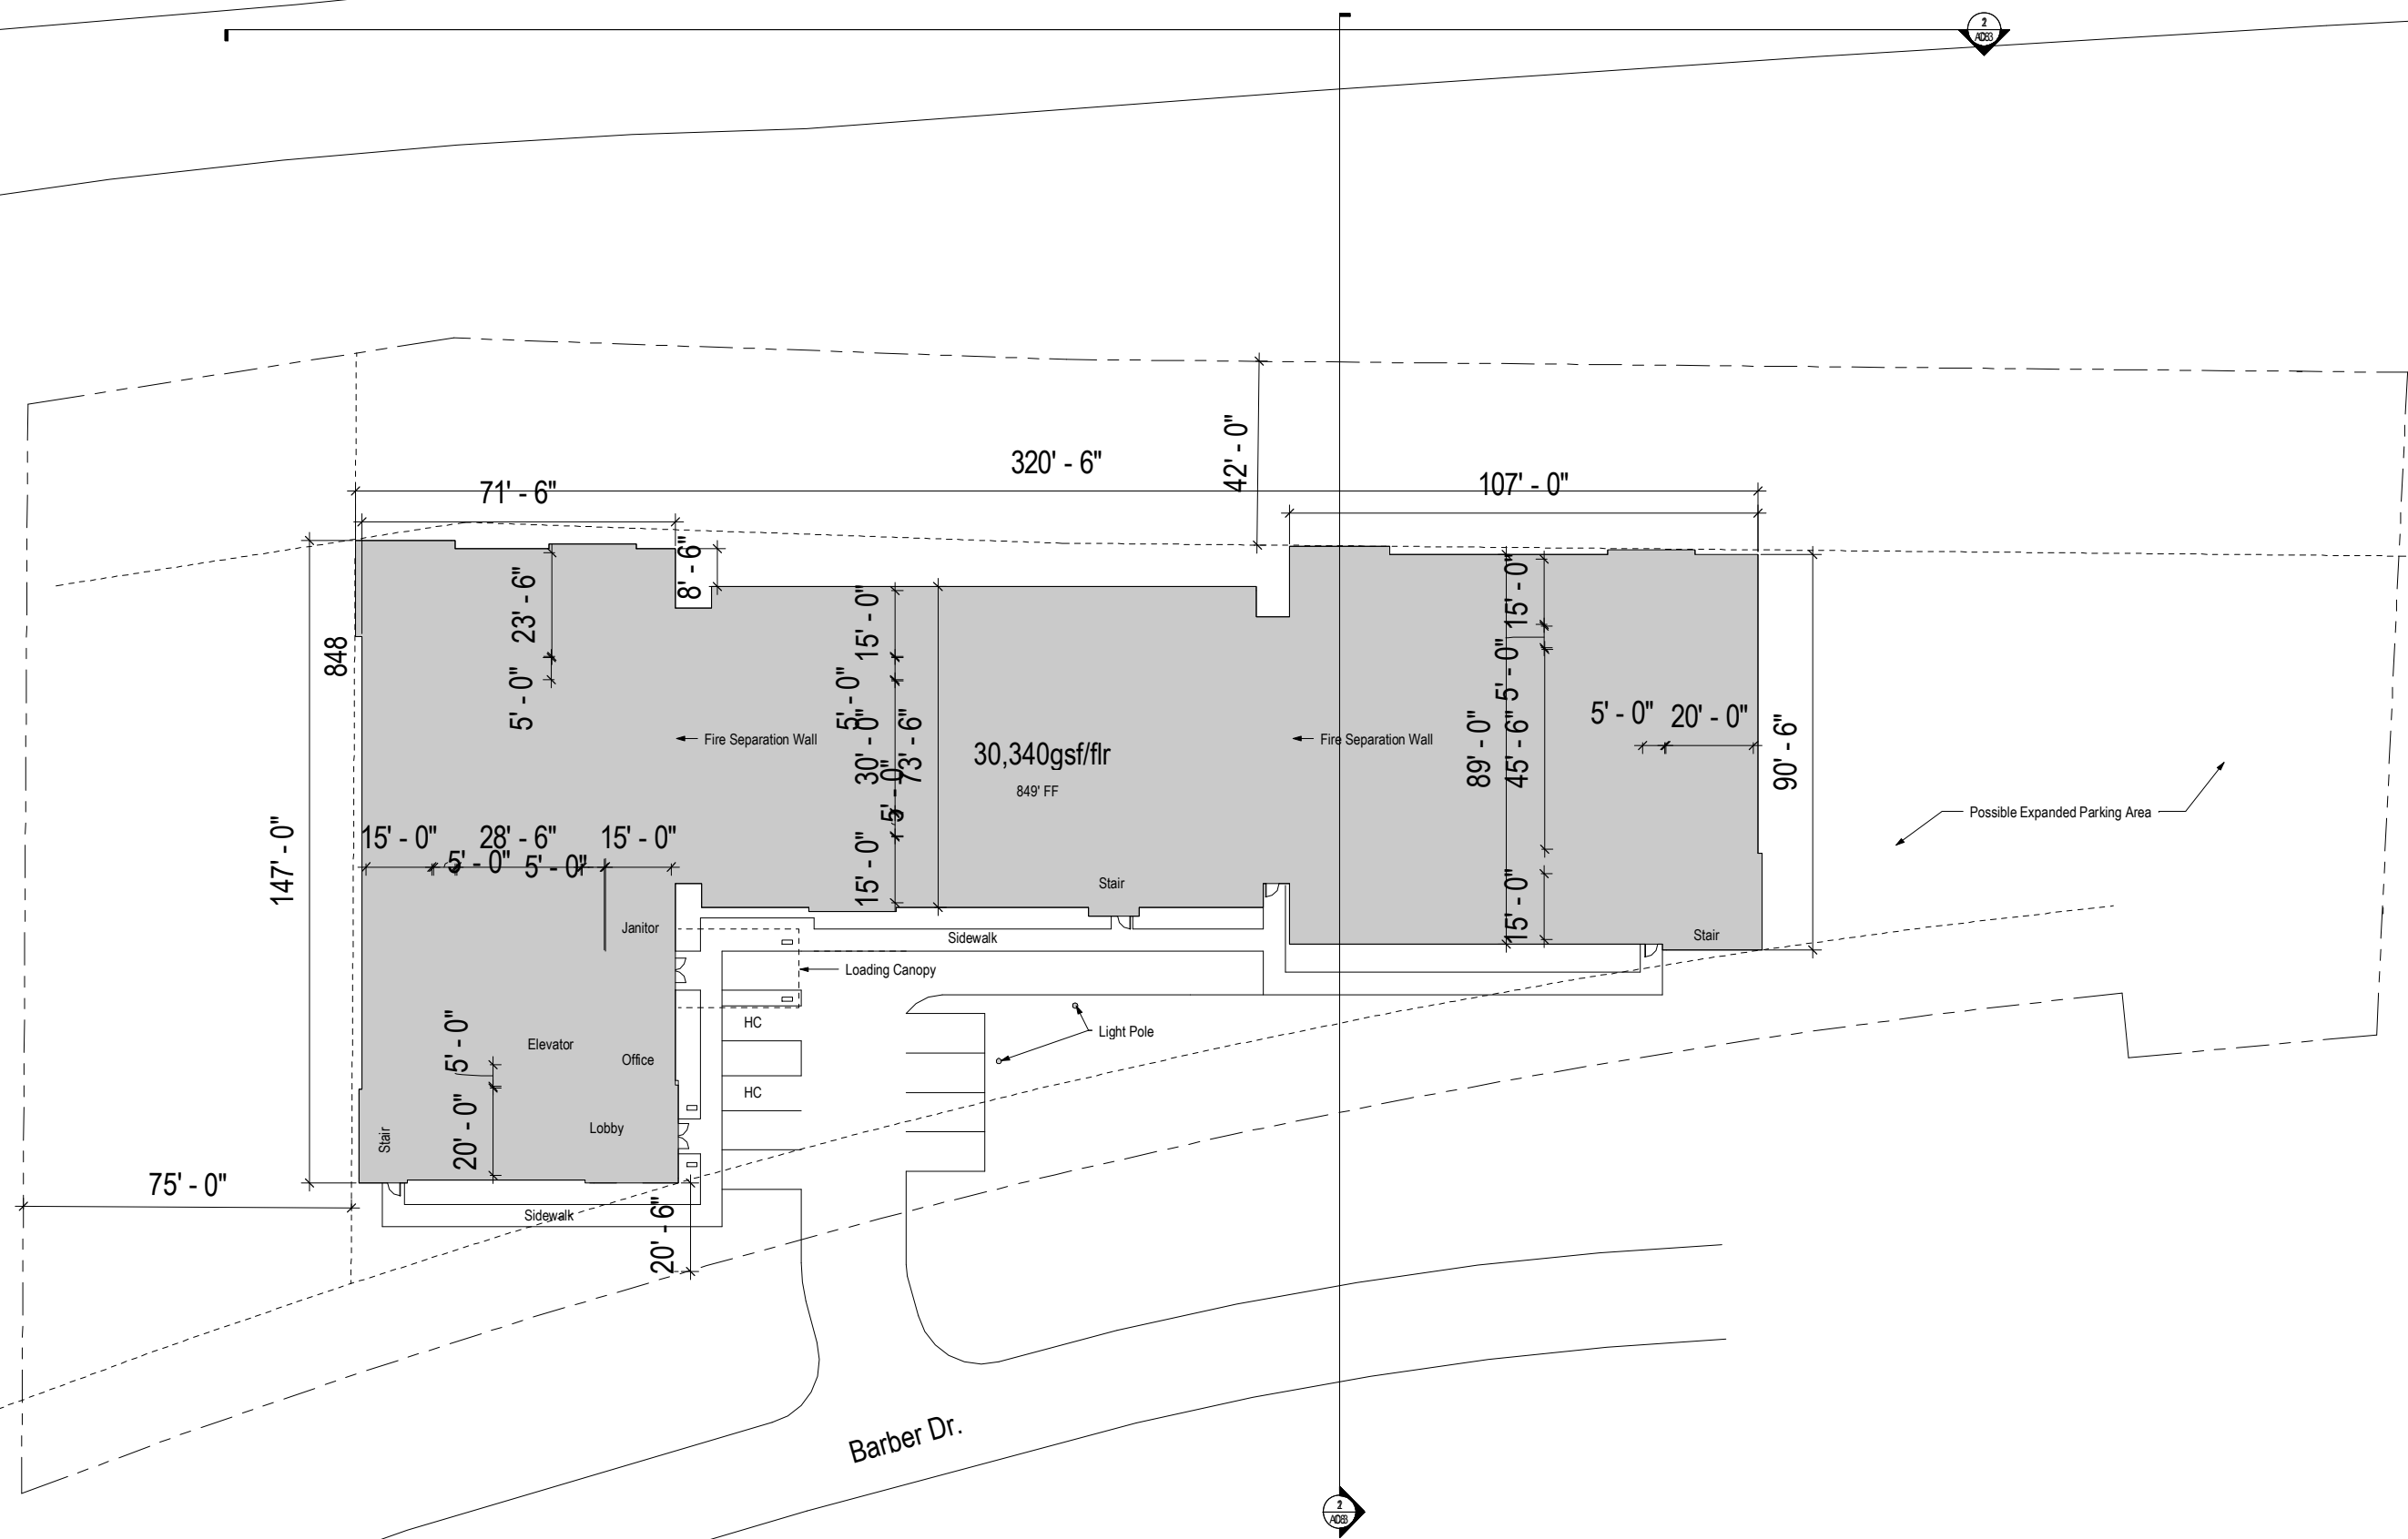 2
320' - 6"
42' - 0"
71' - 6"
107' - 0"
8' - 6"
23' - 6"
15' - 0"
15' - 0"
848
5' - 0"
5' - 0"
5' - 0"
30' - 0"
73' - 6"
5' - 0"
89' - 0"
45' - 6"
5' - 0"
20' - 0"
90' - 6"
Fire Separation Wall
30,340gsf/flr
849' FF
Fire Separation Wall
Possible Expanded Parking Area
147' - 0"
15' - 0"
28' - 6"
15' - 0"
5' - 0"
5' - 0"
15' - 0"
Stair
15' - 0"
Janitor
Sidewalk
Stair
Loading Canopy
HC
Light Pole
5' - 0"
Elevator
Office
HC
20' - 0"
Stair
Lobby
75' - 0"
Sidewalk
20' - 6"
Barber Dr.
2